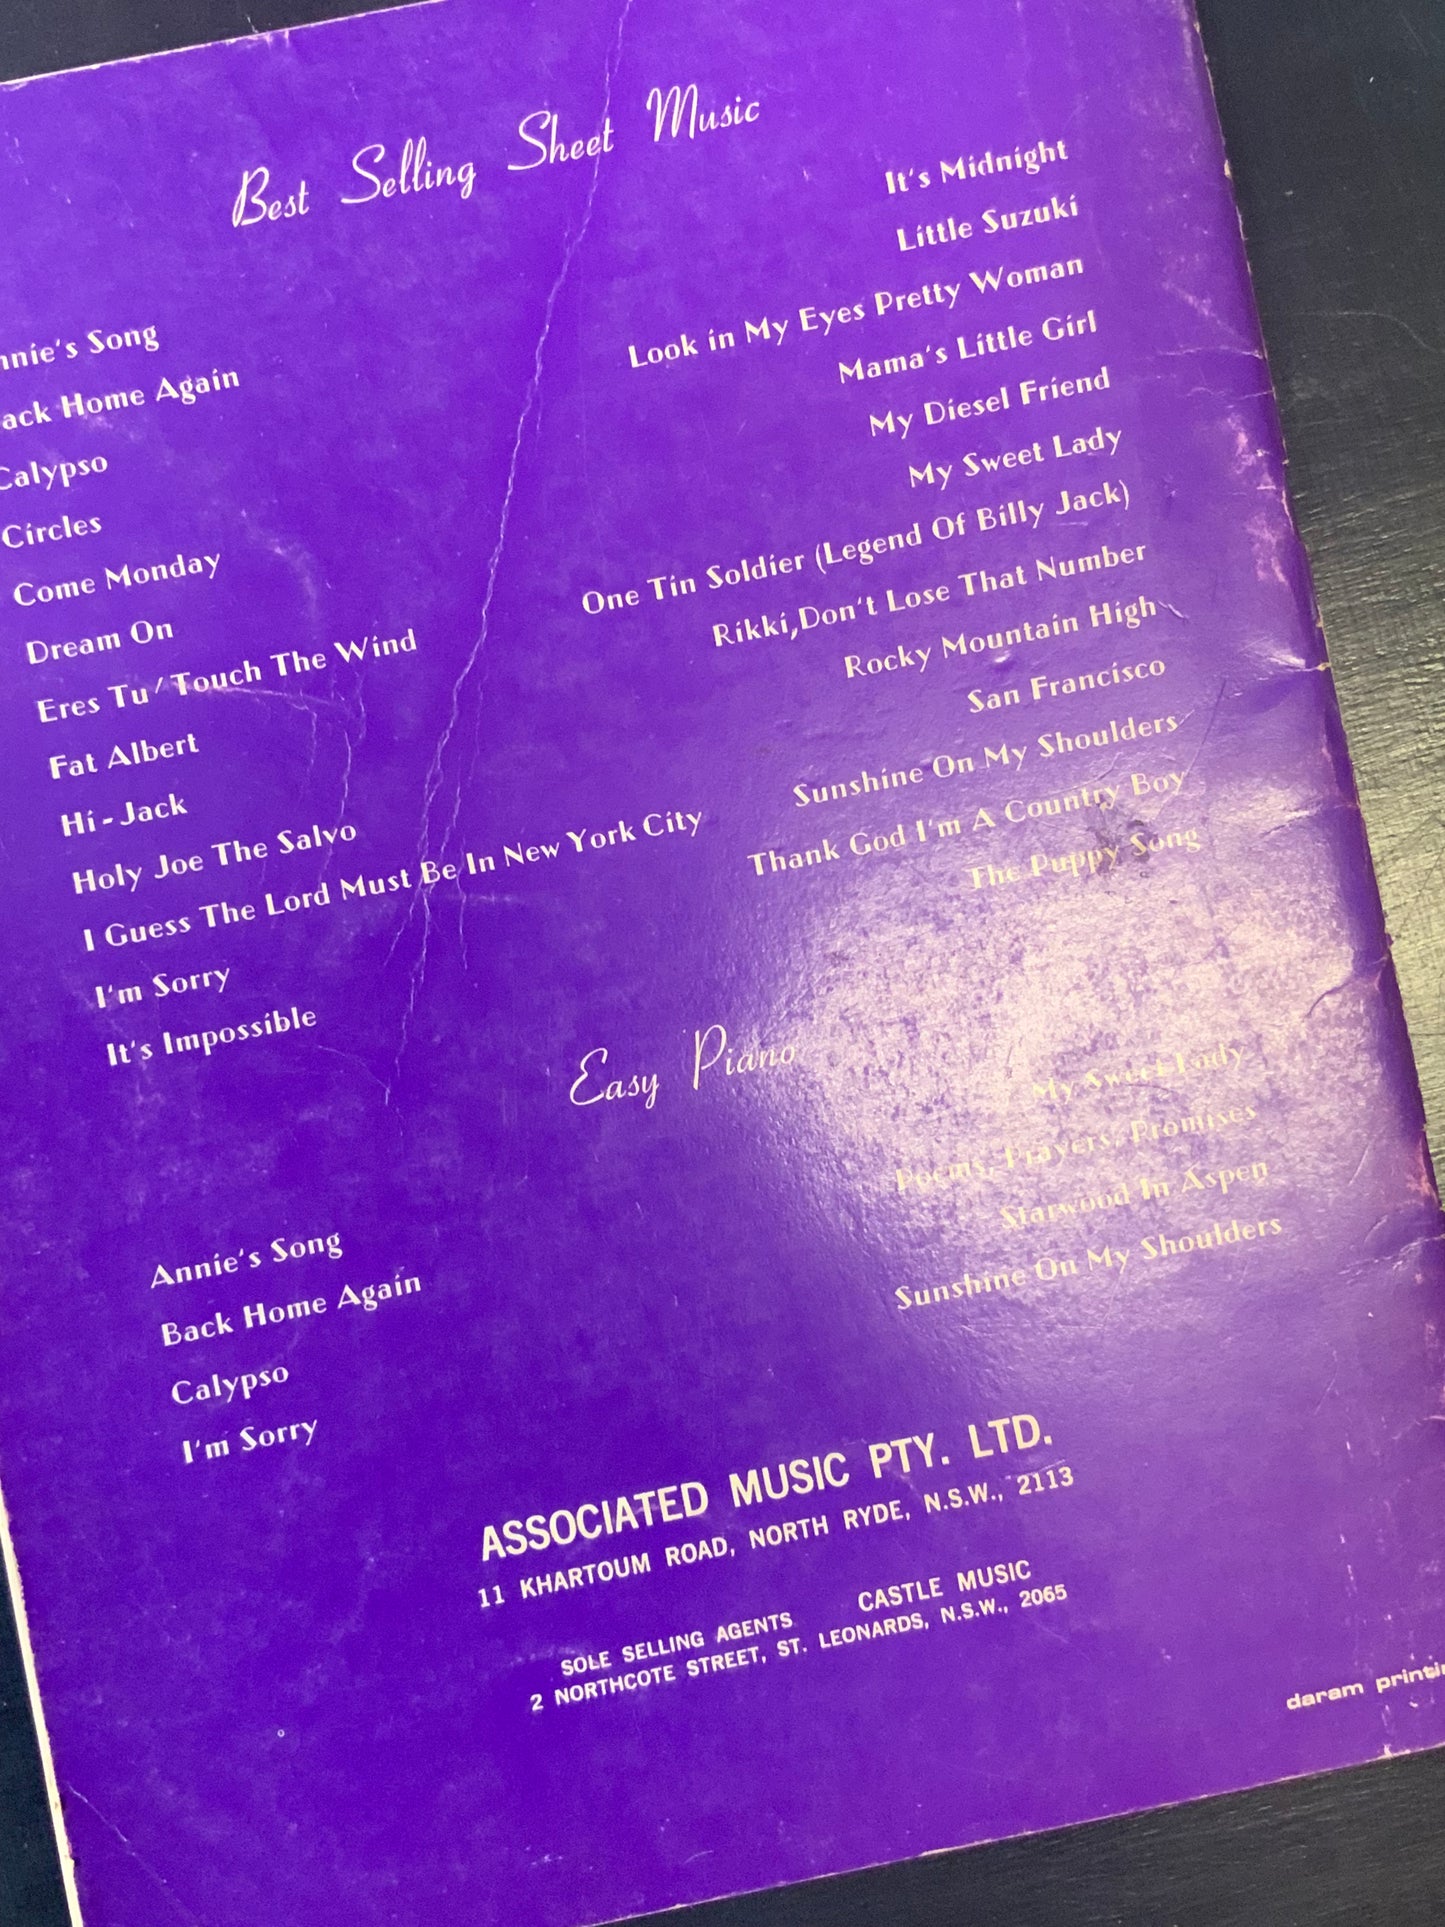 Best Selling Sheet Music
nnie's Song
ack Home Again
Calypso
Circles
Come Monday
Dream On
Eres Tu/ Touch The Wind
Fat Albert
Hi-Jack
Holy Joe The Salvo
I Guess The Lord Must Be In New York City
I'm Sorry
It's Impossible
It's Midnight
Little Suzuki
Look in My Eyes Pretty Woman
Mama's Little Girl
My Diesel Friend
My Sweet Lady
One Tin Soldier (Legend Of Billy Jack)
Rikki,Don't Lose That Number
Rocky Mountain High
San Francisco
Sunshine On My Shoulders
Thank God I'm A Country Boy
The Puppy Song
Easy Piano
Annie's Song
Back Home Again
Calypso
I'm Sorry
My Sweet Lady
Poems, Prayers, Promises
Starwood In Aspen
Sunshine On My Shoulders
ASSOCIATED MUSIC PTY. LTD.
11 KHARTOUM ROAD, NORTH RYDE, N.S.W., 2113
SOLE SELLING AGENTS CASTLE MUSIC
2 NORTHCOTE STREET, ST. LEONARDS, N.S.W., 2065
daram printin